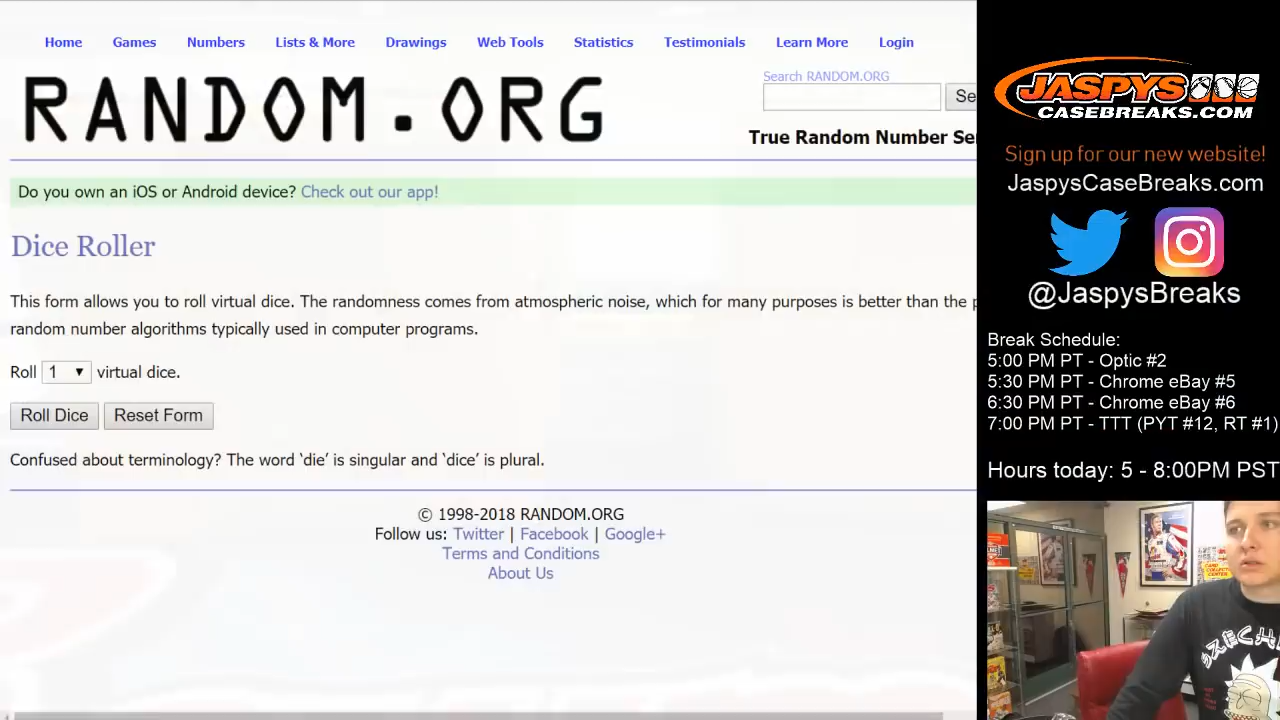 Home Games Numbers Lists & More Drawings Web Tools Statistics Testimonials Learn More Login
RANDOM.ORG
Search RANDOM.ORG
Se
True Random Number Ser
Do you own an iOS or Android device? Check out our app!
Dice Roller
This form allows you to roll virtual dice. The randomness comes from atmospheric noise, which for many purposes is better than the p
random number algorithms typically used in computer programs.
Roll 1 virtual dice.
Roll Dice Reset Form
Confused about terminology? The word ‘die’ is singular and ‘dice’ is plural.
© 1998-2018 RANDOM.ORG
Follow us: Twitter | Facebook | Google+
Terms and Conditions
About Us
JASPYS
CASEBREAKS.COM
Sign up for our new website!
JaspysCaseBreaks.com
@JaspysBreaks
Break Schedule:
5:00 PM PT - Optic #2
5:30 PM PT - Chrome eBay #5
6:30 PM PT - Chrome eBay #6
7:00 PM PT - TTT (PYT #12, RT #1)
Hours today: 5 - 8:00PM PST